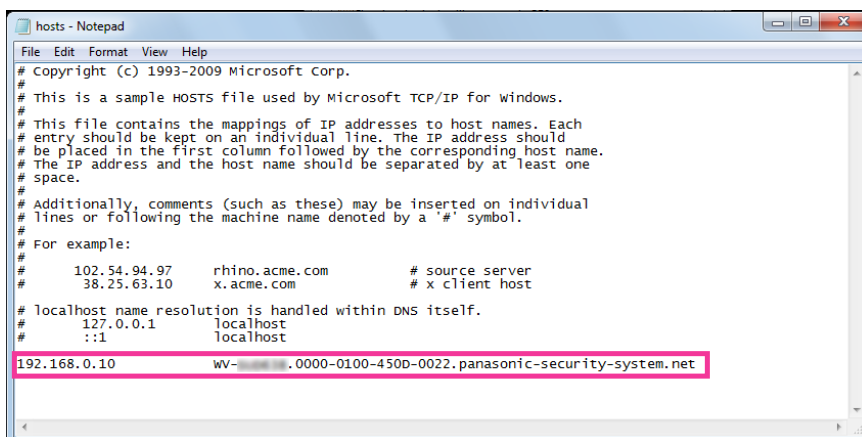 hosts - Notepad
File Edit Format View Help
# Copyright (c) 1993-2009 Microsoft Corp.
#
# This is a sample HOSTS file used by Microsoft TCP/IP for Windows.
#
# This file contains the mappings of IP addresses to host names. Each
# entry should be kept on an individual line. The IP address should
# be placed in the first column followed by the corresponding host name.
# The IP address and the host name should be separated by at least one
# space.
#
# Additionally, comments (such as these) may be inserted on individual
# lines or following the machine name denoted by a '#' symbol.
#
# For example:
#
#      102.54.94.97     rhino.acme.com          # source server
#       38.25.63.10     x.acme.com              # x client host

# localhost name resolution is handled within DNS itself.
#       127.0.0.1       localhost
#       ::1             localhost

192.168.0.10            WV-.0000-0100-450D-0022.panasonic-security-system.net